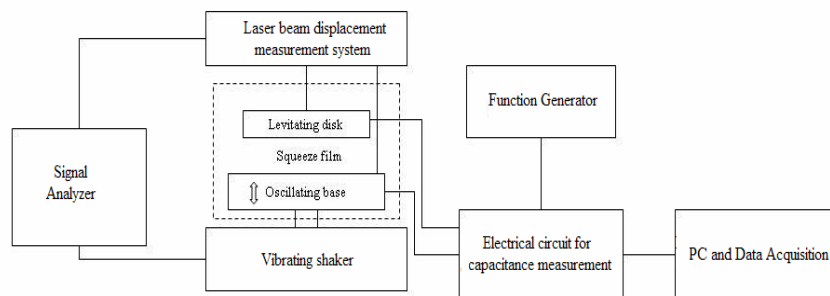 Laser beam displacement
measurement system
Function Generator
Levitating disk
Squeeze film
Signal
Analyzer
Oscillating base
Electrical circuit for
capacitance measurement
PC and Data Acquisition
Vibrating shaker